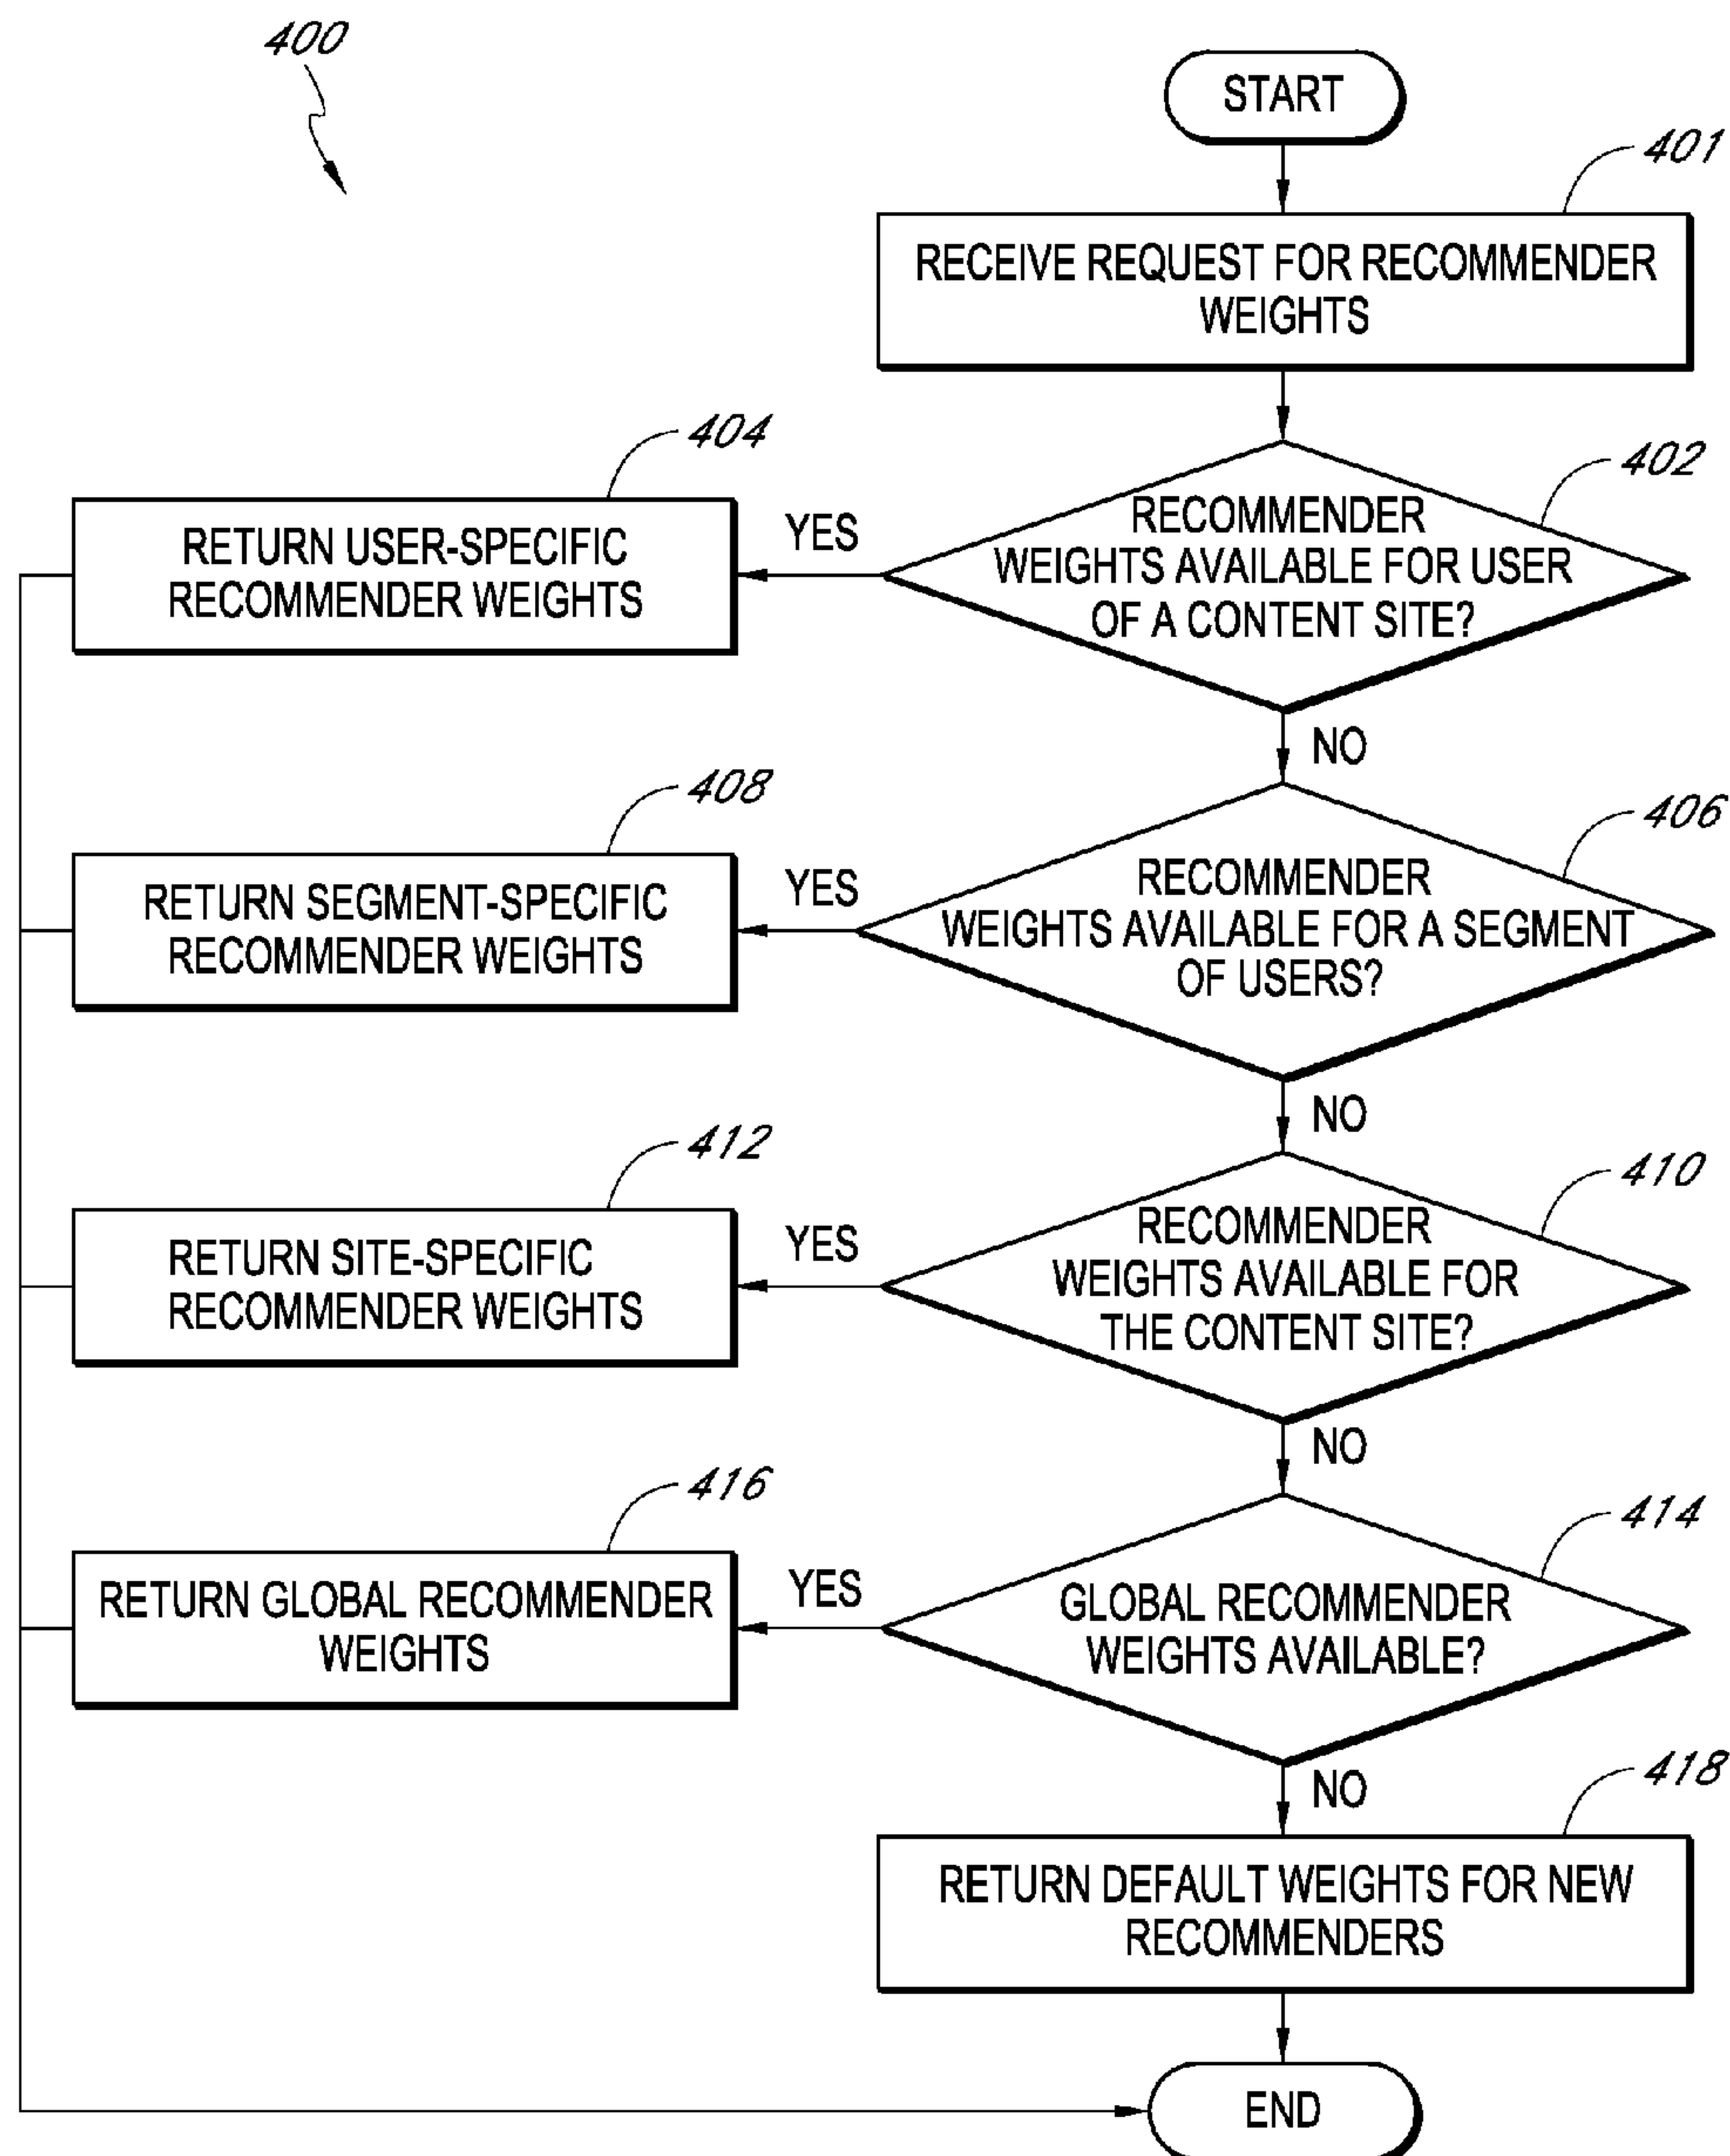 400
START
401
RECEIVE REQUEST FOR RECOMMENDER
WEIGHTS
402
RECOMMENDER
WEIGHTS AVAILABLE FOR USER
OF A CONTENT SITE?
YES
404
RETURN USER-SPECIFIC
RECOMMENDER WEIGHTS
NO
406
RECOMMENDER
WEIGHTS AVAILABLE FOR A SEGMENT
OF USERS?
YES
408
RETURN SEGMENT-SPECIFIC
RECOMMENDER WEIGHTS
NO
410
RECOMMENDER
WEIGHTS AVAILABLE FOR
THE CONTENT SITE?
YES
412
RETURN SITE-SPECIFIC
RECOMMENDER WEIGHTS
NO
414
GLOBAL RECOMMENDER
WEIGHTS AVAILABLE?
YES
416
RETURN GLOBAL RECOMMENDER
WEIGHTS
NO
418
RETURN DEFAULT WEIGHTS FOR NEW
RECOMMENDERS
END